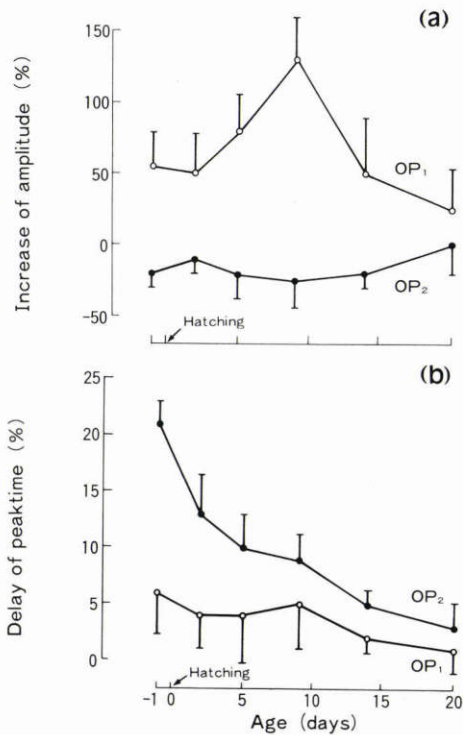 (a)
Increase of amplitude (%)
150
100
50
0
-50
OP₁
OP₂
Hatching
(b)
Delay of peaktime (%)
25
20
15
10
5
0
OP₂
OP₁
Hatching
-1 0 5 10 15 20
Age (days)